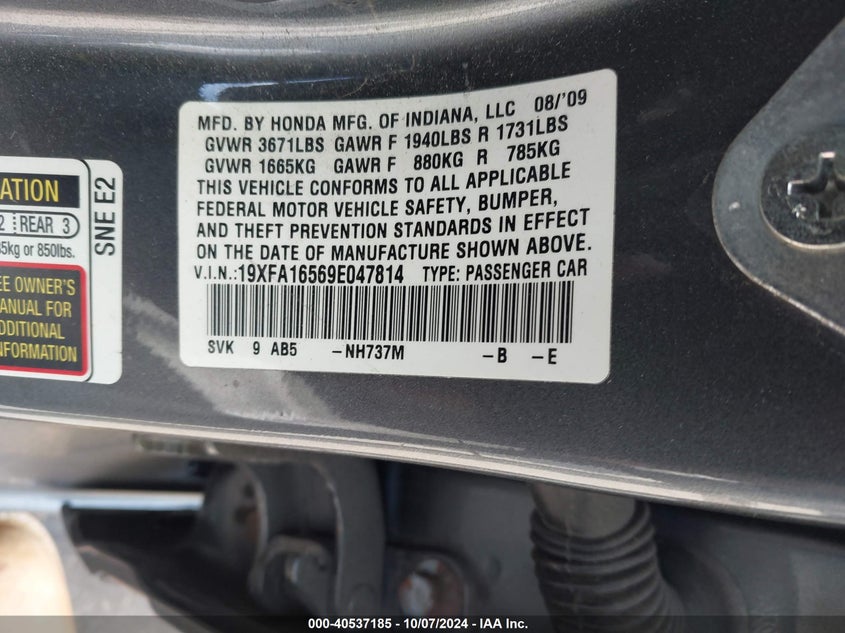 MFD. BY HONDA MFG. OF INDIANA, LLC 08/'09
GVWR 3671LBS GAWR F 1940LBS R 1731LBS
GVWR 1665KG GAWR F 880KG R 785KG
THIS VEHICLE CONFORMS TO ALL APPLICABLE
FEDERAL MOTOR VEHICLE SAFETY, BUMPER,
AND THEFT PREVENTION STANDARDS IN EFFECT
ON THE DATE OF MANUFACTURE SHOWN ABOVE.
V.I.N.:19XFA16569E047814 TYPE: PASSENGER CAR
SVK 9 AB5 -NH737M -B -E
ATION
2 REAR 3
5kg or 850lbs.
SNE E2
EE OWNER'S
MANUAL FOR
DDITIONAL
NFORMATION
000-40537185 - 10/07/2024 - IAA Inc.